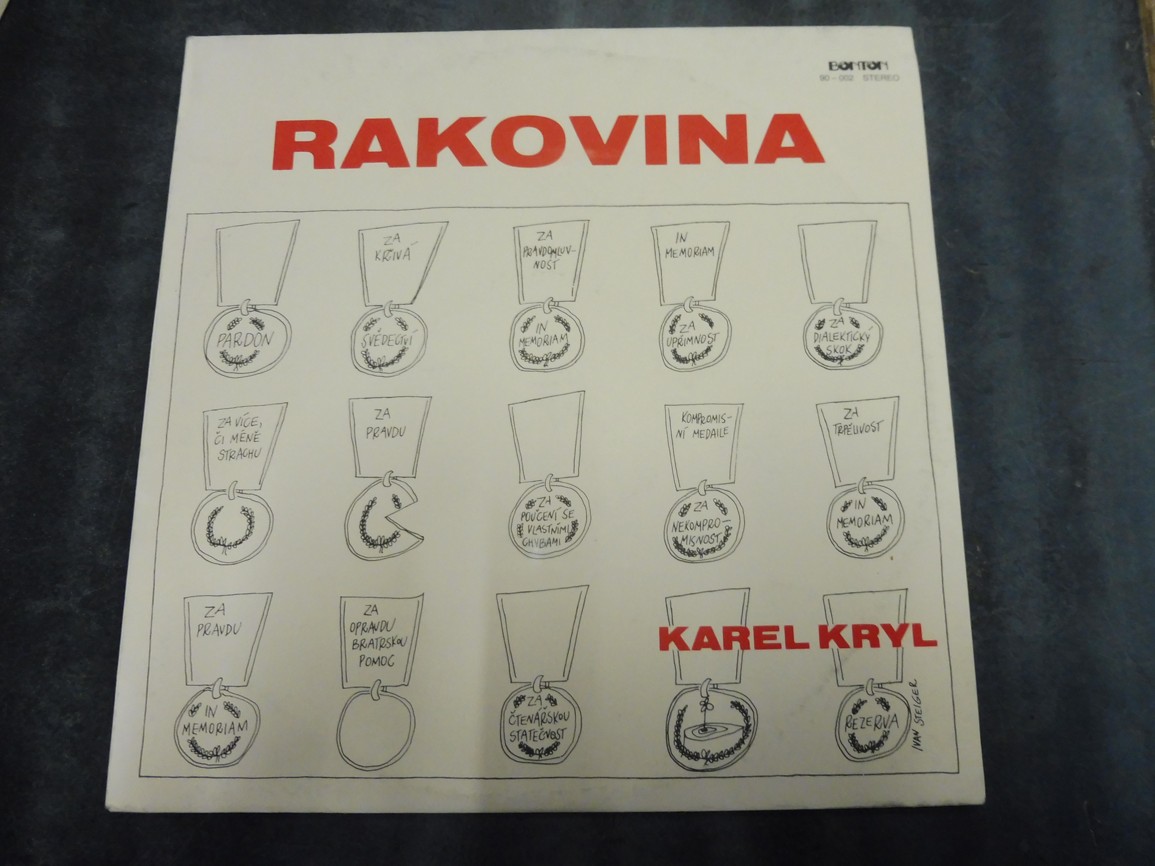 BONTON
90 - 002 STEREO
RAKOVINA
PARDON
ZA
KŘIVÁ
SVĚDECTVÍ
ZA
PRAVDOMLUV-
NOST
IN
MEMORIAM
IN
MEMORIAM
ZA
UPŘÍMNOST
ZA
DIALEKTICKÝ
SKOK
ZA VÍCE,
ČI MÉNĚ
STRACHU
ZA
PRAVDU
ZA
POUČENÍ SE
VLASTNÍMI
CHYBAMI
KOMPROMIS-
NÍ MEDAILE
ZA
NEKOMPRO-
MISNOST
ZA
TRPĚLIVOST
IN
MEMORIAM
ZA
PRAVDU
IN
MEMORIAM
ZA
OPRAVDU
BRATRSKOU
POMOC
ZA
ČTENÁŘSKOU
STATEČNOST
KAREL KRYL
REZERVA
IVAN STEIGER